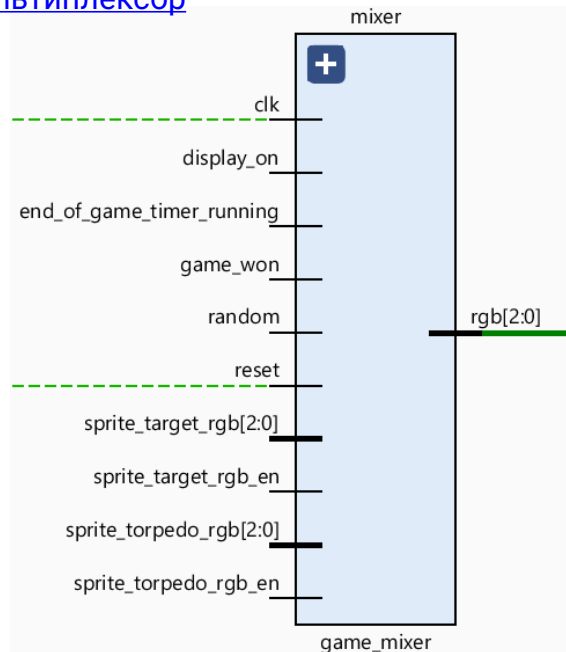 льтиплексор
mixer
+
clk
display_on
end_of_game_timer_running
game_won
random
rgb[2:0]
reset
sprite_target_rgb[2:0]
sprite_target_rgb_en
sprite_torpedo_rgb[2:0]
sprite_torpedo_rgb_en
game_mixer